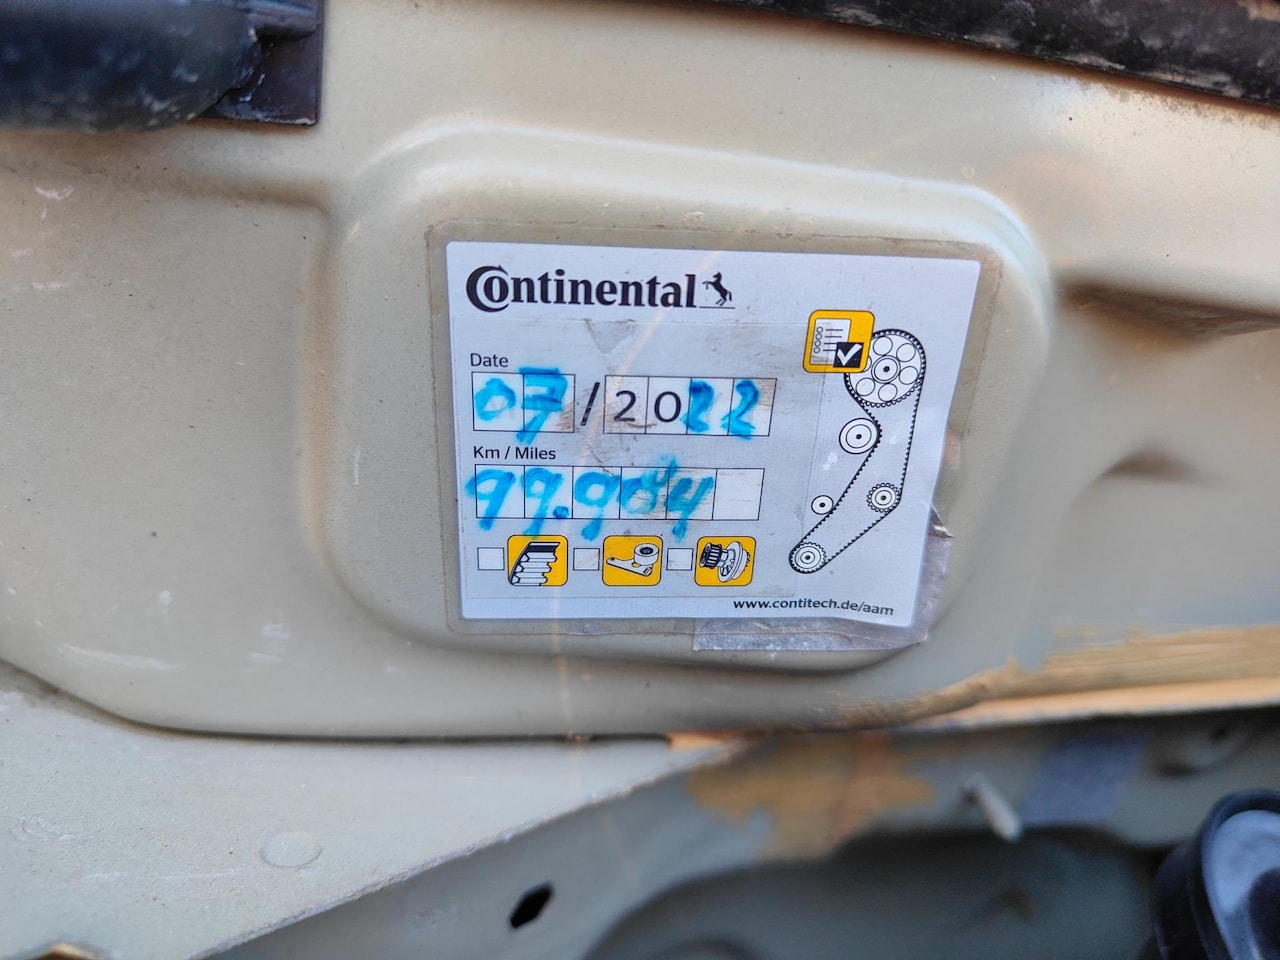 Continental
Date
07/2022
Km / Miles
99.984
www.contitech.de/aam